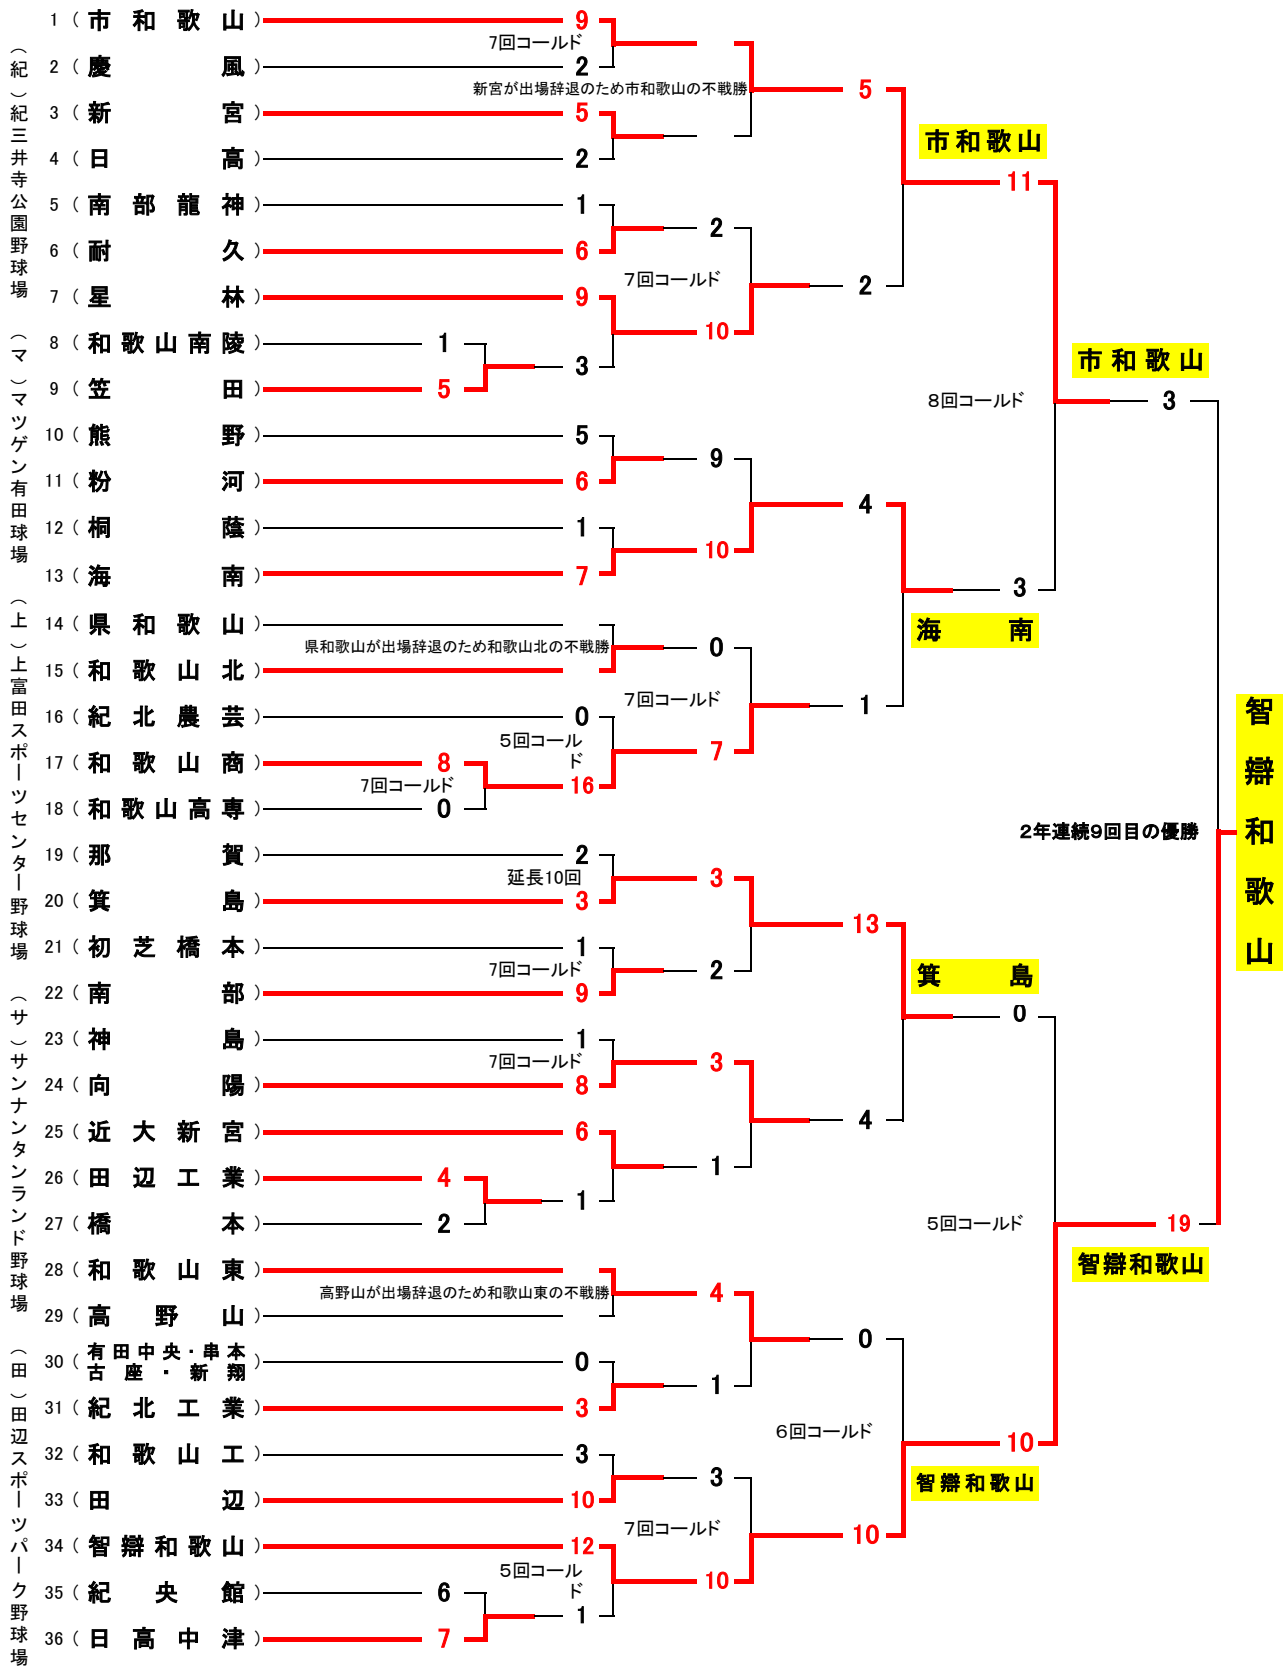 （紀）紀三井寺公園野球場
（マ）マツゲン有田球場
（上）上富田スポーツセンター野球場
（サ）サンナンタンランド野球場
（田）田辺スポーツパーク野球場
1（市和歌山）9
7回コールド
2（慶風）2
新宮が出場辞退のため市和歌山の不戦勝
5
3（新宮）5
市和歌山
4（日高）2
11
5（南部龍神）1
2
6（耐久）6
7回コールド
2
7（星林）9
10
8（和歌山南陵）1
3
市和歌山
9（笠田）5
8回コールド
3
10（熊野）5
9
11（粉河）6
4
12（桐蔭）1
10
13（海南）7
3
14（県和歌山）
海南
県和歌山が出場辞退のため和歌山北の不戦勝
0
15（和歌山北）
7回コールド
1
16（紀北農芸）0
5回コール
ド
7
17（和歌山商）8
7回コールド
16
18（和歌山高専）0
智辯和歌山
2年連続9回目の優勝
19（那賀）2
延長10回
3
20（箕島）3
13
21（初芝橋本）1
7回コールド
2
箕島
22（南部）9
0
23（神島）1
7回コールド
3
24（向陽）8
4
25（近大新宮）6
1
26（田辺工業）4
1
27（橋本）2
5回コールド
19
智辯和歌山
28（和歌山東）
高野山が出場辞退のため和歌山東の不戦勝
4
29（高野山）
0
30（有田中央・串本
古座・新翔）0
1
31（紀北工業）3
6回コールド
10
32（和歌山工）3
3
智辯和歌山
33（田辺）10
7回コールド
10
34（智辯和歌山）12
5回コール
ド
10
35（紀央館）6
1
36（日高中津）7